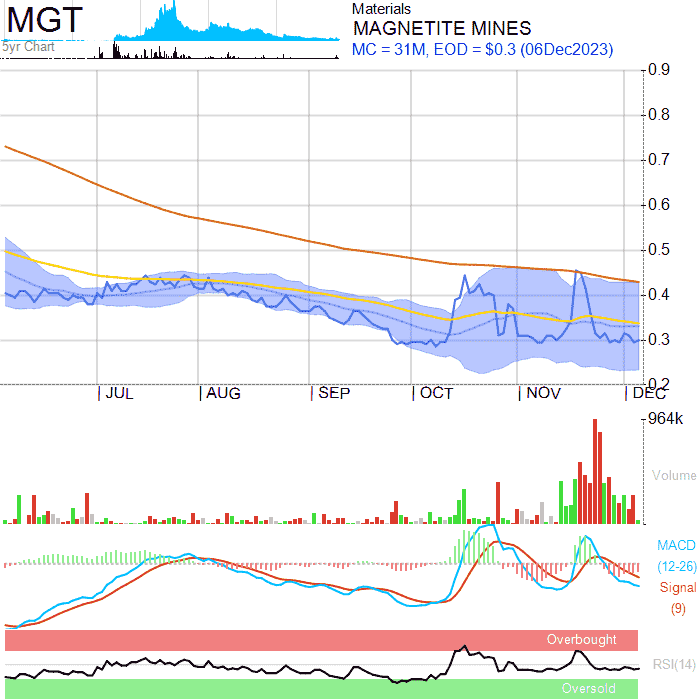 MGT
5yr Chart
Materials
MAGNETITE MINES
MC = 31M, EOD = $0.3 (06Dec2023)
0.9
0.8
0.7
0.6
0.5
0.4
0.3
0.2
JUL
AUG
SEP
OCT
NOV
DEC
964k
Volume
MACD
(12-26)
Signal
(9)
Overbought
RSI(14)
Oversold